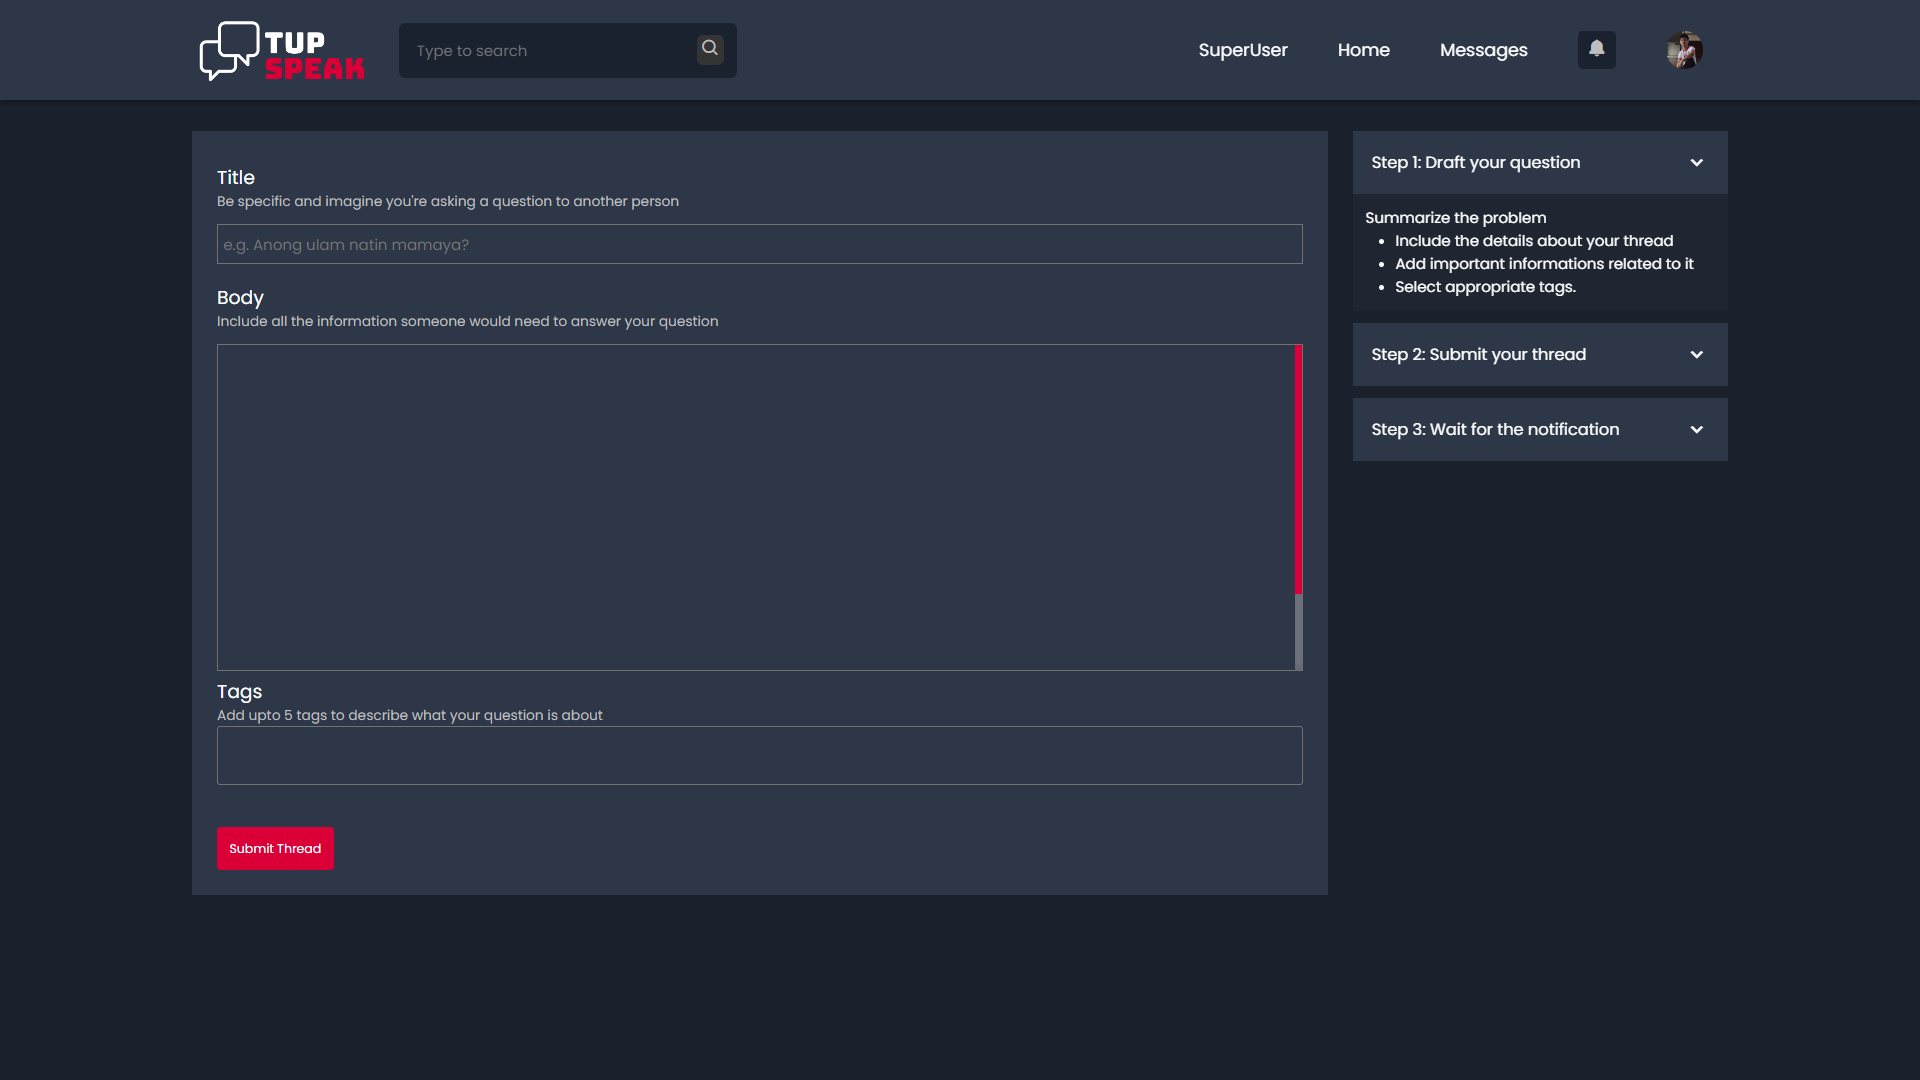 TUP
SPEAK
Type to search
SuperUser
Home
Messages
Title
Be specific and imagine you're asking a question to another person
e.g. Anong ulam natin mamaya?
Body
Include all the information someone would need to answer your question
Tags
Add upto 5 tags to describe what your question is about
Submit Thread
Step 1: Draft your question
Summarize the problem
Include the details about your thread
Add important informations related to it
Select appropriate tags.
Step 2: Submit your thread
Step 3: Wait for the notification